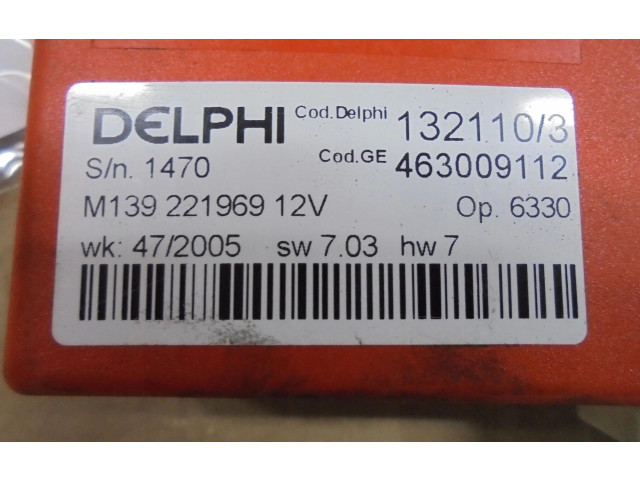 DELPHI Cod.Delphi 132110/3
S/n. 1470 Cod.GE 463009112
M139 221969 12V Op. 6330
wk: 47/2005 sw 7.03 hw 7